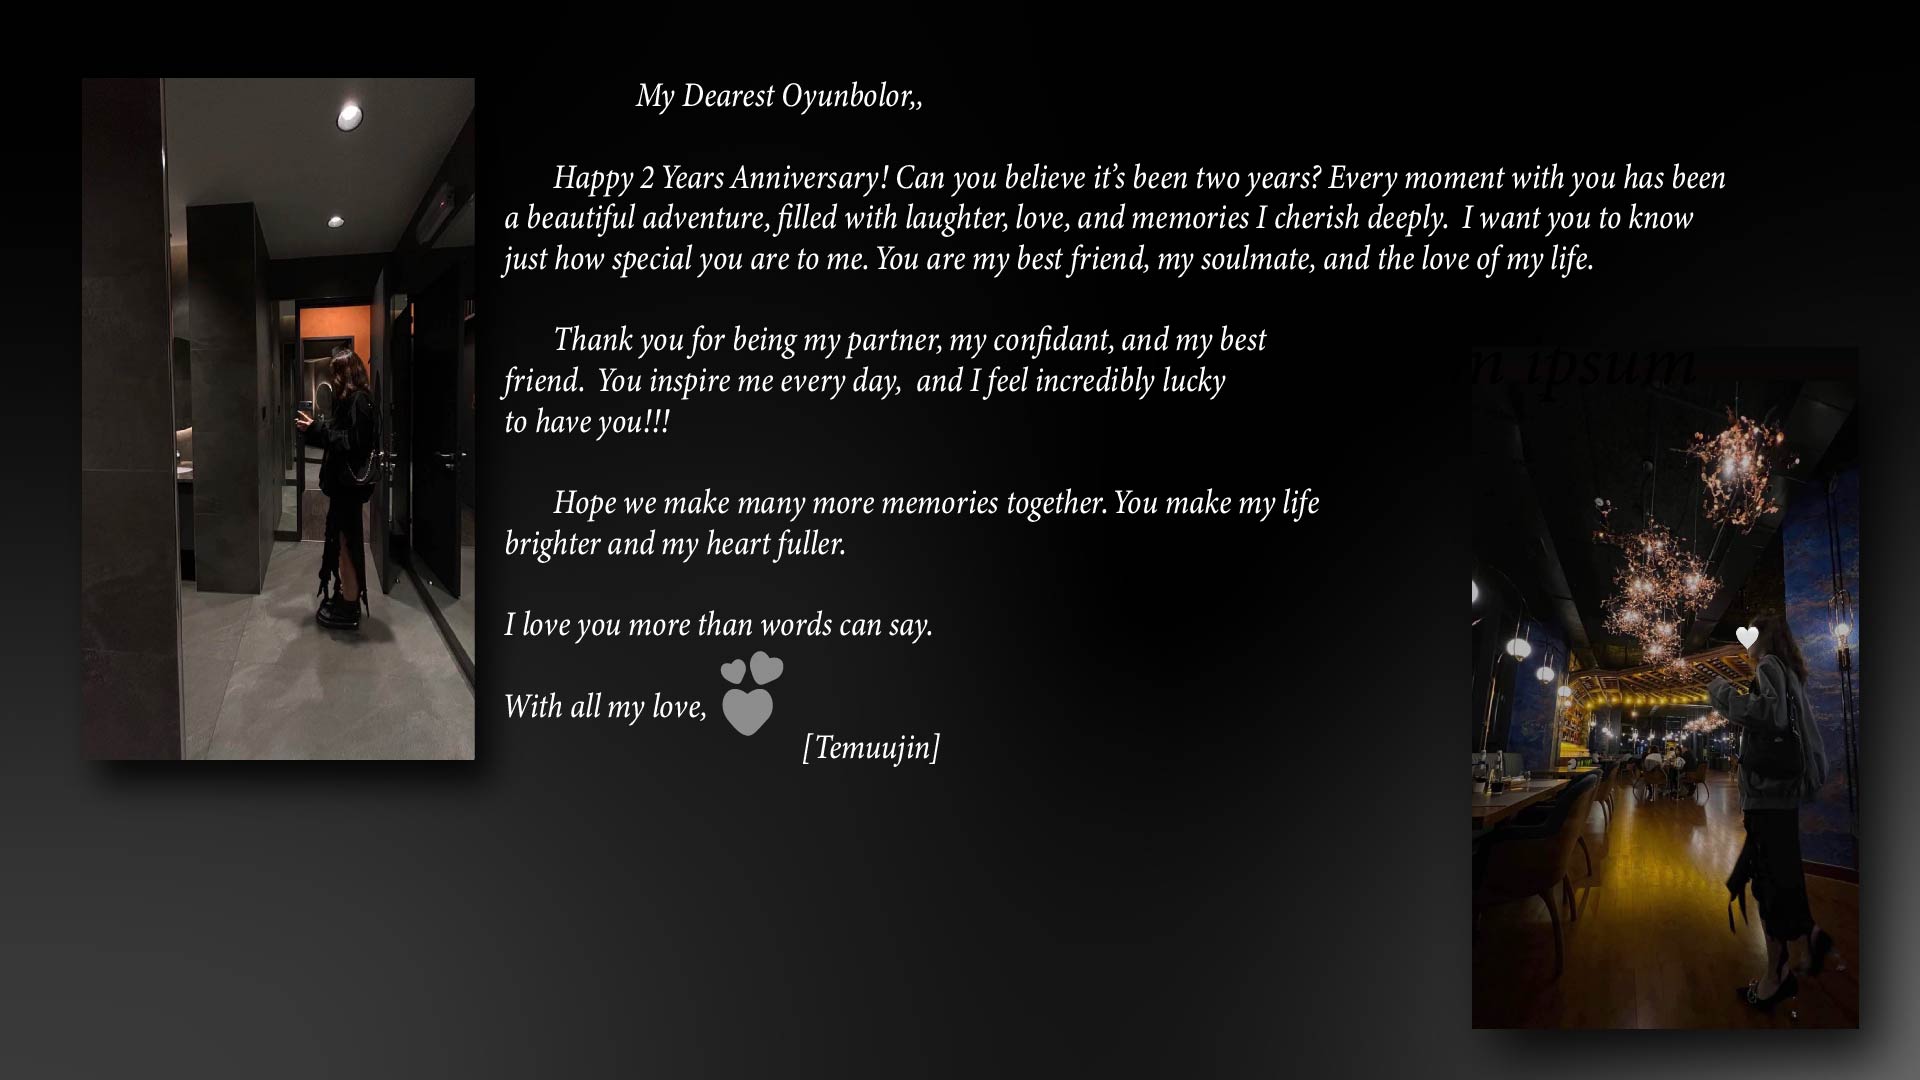 My Dearest Oyunbolor,,
Happy 2 Years Anniversary! Can you believe it’s been two years? Every moment with you has been
a beautiful adventure, filled with laughter, love, and memories I cherish deeply.  I want you to know
just how special you are to me. You are my best friend, my soulmate, and the love of my life.
Thank you for being my partner, my confidant, and my best
friend.  You inspire me every day,  and I feel incredibly lucky
to have you!!!
m ipsum
Hope we make many more memories together. You make my life
brighter and my heart fuller.
I love you more than words can say.
With all my love,
[Temuujin]